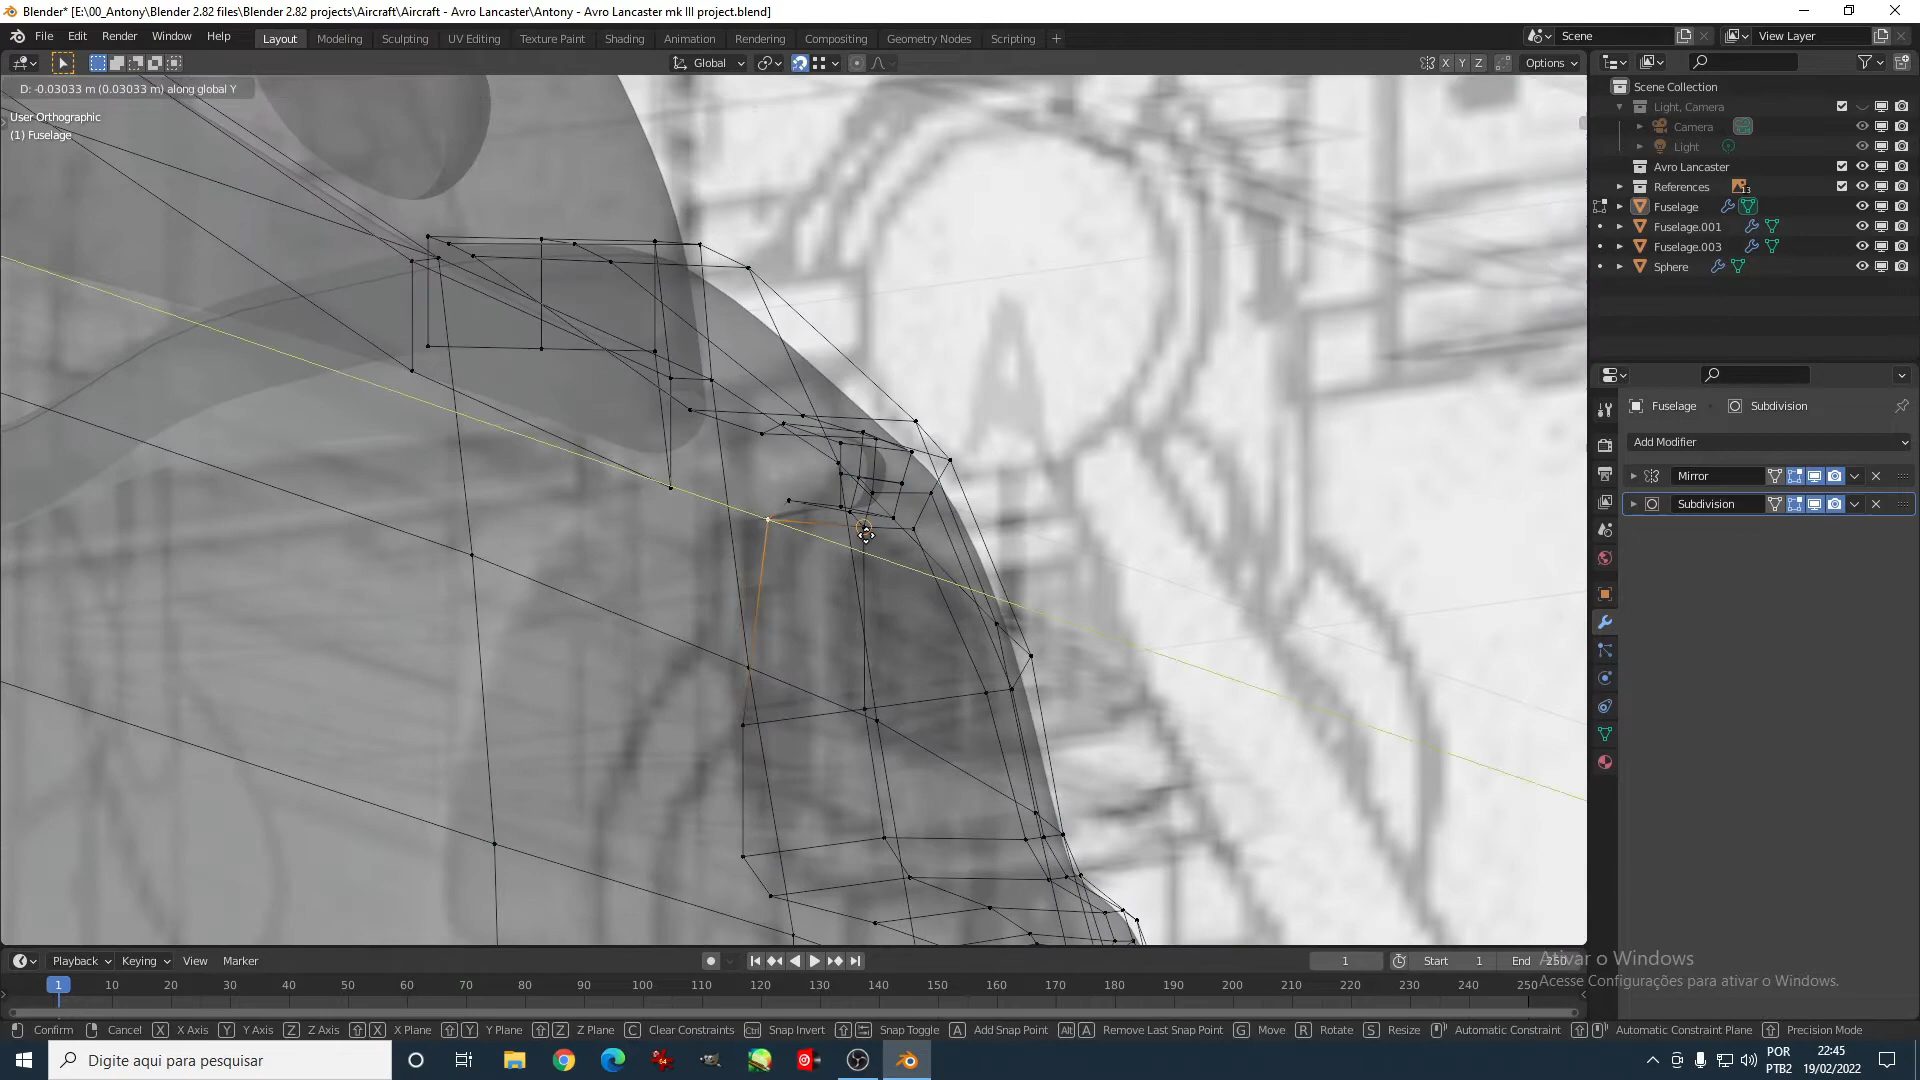 Blender* [E:\00_Antony\Blender 2.82 files\Blender 2.82 projects\Aircraft\Aircraft - Avro Lancaster\Antony - Avro Lancaster mk III project.blend]
File Edit Render Window Help
Layout Modeling Sculpting UV Editing Texture Paint Shading Animation Rendering Compositing Geometry Nodes Scripting
Scene
View Layer
Global
X Y Z
Options
D: -0.03033 m (0.03033 m) along global Y
User Orthographic
(1) Fuselage
Scene Collection
Light, Camera
Camera
Light
Avro Lancaster
References
13
Fuselage
Fuselage.001
Fuselage.003
Sphere
Fuselage
Subdivision
Add Modifier
Mirror
Subdivision
Playback Keying View Marker
1
Start 1
End 250
1 10 20 30 40 50 60 70 80 90 100 110 120 130 140 150 160 170 180 190 200 210 220 230 240 250
Ativar o Windows
Acesse Configurações para ativar o Windows.
Confirm Cancel X X Axis Y Y Axis Z Z Axis X X Plane Y Y Plane Z Z Plane C Clear Constraints Ctrl Snap Invert Snap Toggle A Add Snap Point Alt A Remove Last Snap Point G Move R Rotate S Resize Automatic Constraint Automatic Constraint Plane Precision Mode
Digite aqui para pesquisar
64
POR
PTB2
22:45
19/02/2022